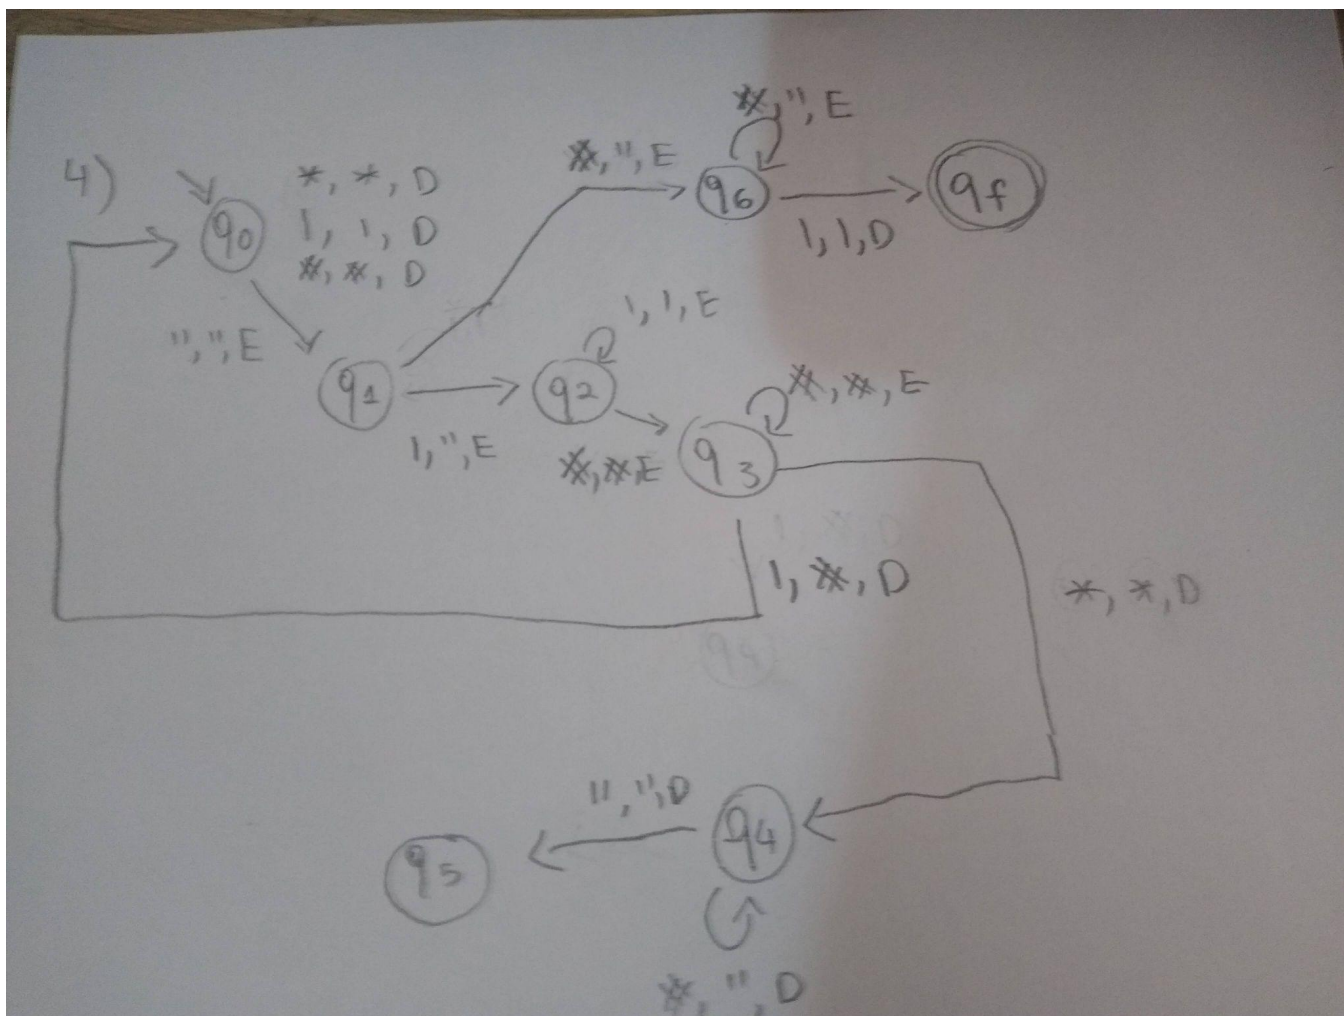 4)
q0
*, *, D
1, 1, D
#, #, D
", ", E
q1
#, ", E
#, ", E
q6
1, 1, D
qf
1, ", E
q2
1, 1, E
#, #, E
q3
#, #, E
1, #, D
*, *, D
q4
", ", D
q5
#, ", D